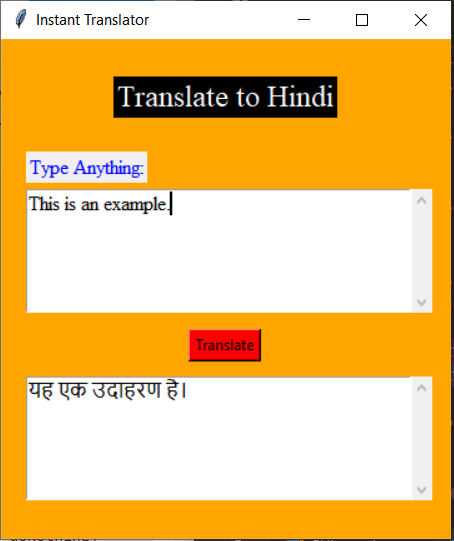 Instant Translator
Translate to Hindi
Type Anything:
This is an example.
Translate
यह एक उदाहरण है।